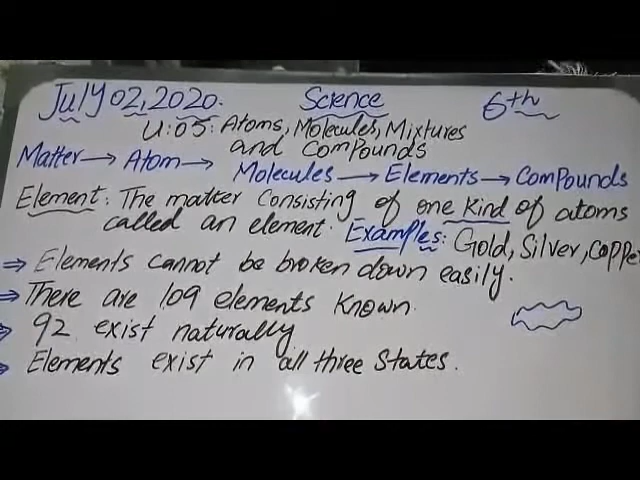 July 02, 2020. Science 6th
U:05: Atoms, Molecules, Mixtures
and Compounds
Matter → Atom → Molecules → Elements → Compounds
Element: The matter consisting of one kind of atoms
called an element. Examples: Gold, Silver, Copper
⇒ Elements cannot be broken down easily.
⇒ There are 109 elements known.
⇒ 92 exist naturally
⇒ Elements exist in all three States.